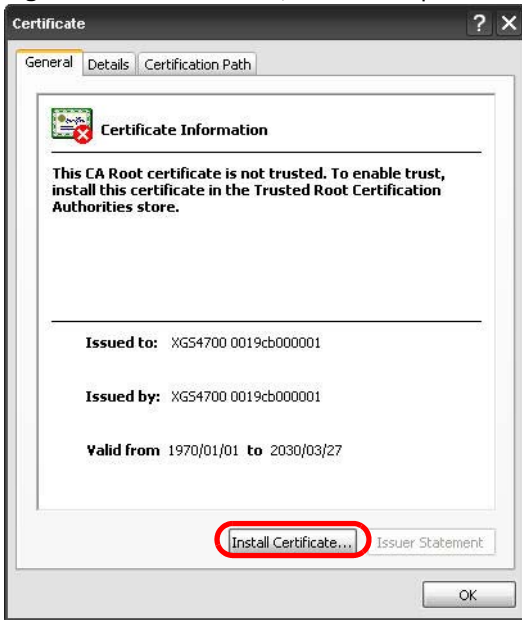 Certificate
General Details Certification Path
Certificate Information
This CA Root certificate is not trusted. To enable trust,
install this certificate in the Trusted Root Certification
Authorities store.
Issued to: XGS4700 0019cb000001
Issued by: XGS4700 0019cb000001
Valid from 1970/01/01 to 2030/03/27
Install Certificate... Issuer Statement
OK